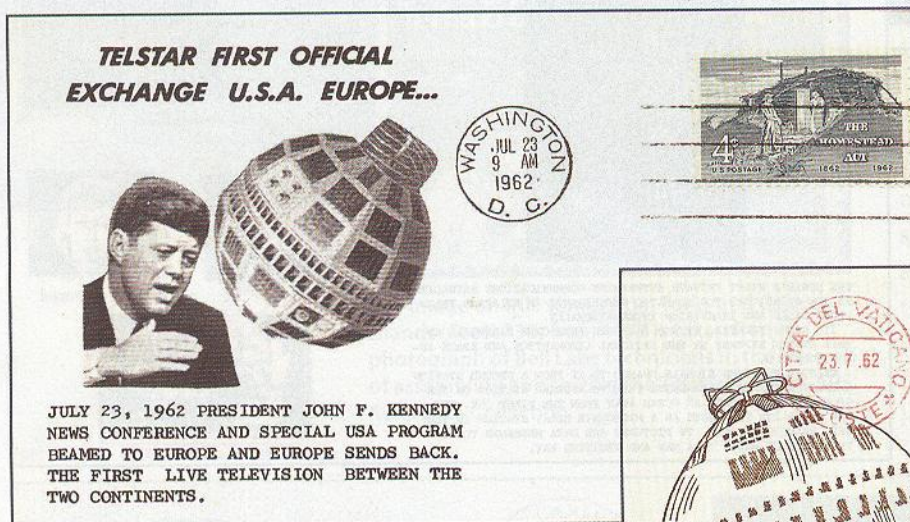 TELSTAR FIRST OFFICIAL
EXCHANGE U.S.A. EUROPE...
WASHINGTON
JUL 23
9 AM
1962
D. C.
THE
HOMESTEAD
ACT
4¢
U.S. POSTAGE 1862 1962
CITTA' DEL VATICANO
23.7.62
POSTE
JULY 23, 1962 PRESIDENT JOHN F. KENNEDY
NEWS CONFERENCE AND SPECIAL USA PROGRAM
BEAMED TO EUROPE AND EUROPE SENDS BACK.
THE FIRST LIVE TELEVISION BETWEEN THE
TWO CONTINENTS.